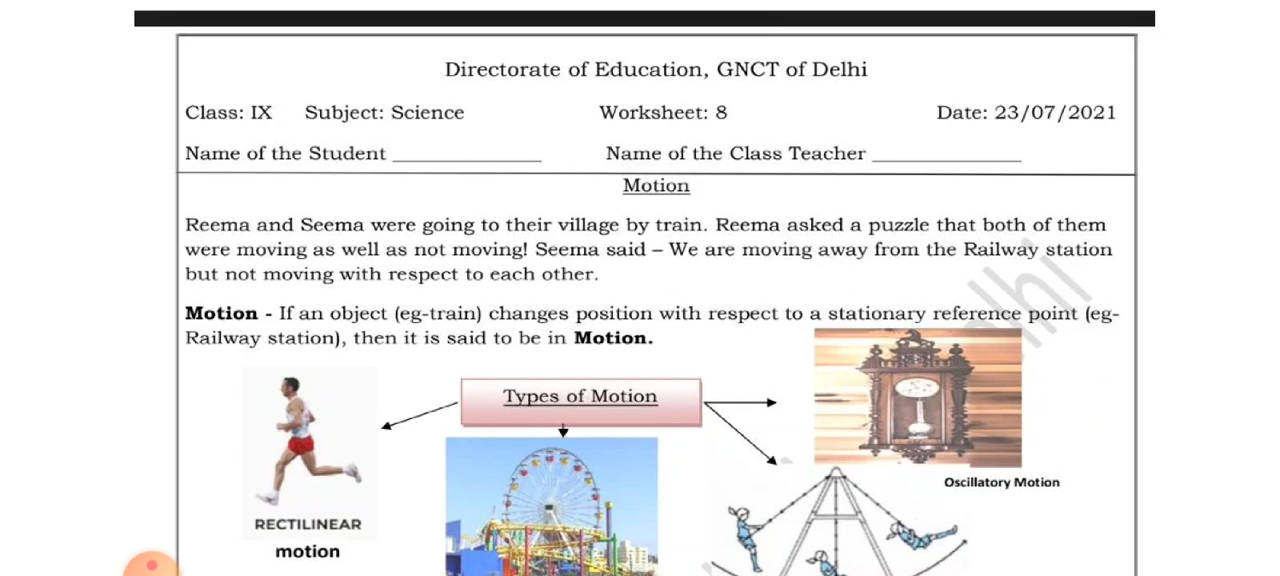 Directorate of Education, GNCT of Delhi
Class: IX Subject: Science Worksheet: 8 Date: 23/07/2021
Name of the Student ______________ Name of the Class Teacher ______________
Motion
Reema and Seema were going to their village by train. Reema asked a puzzle that both of them
were moving as well as not moving! Seema said – We are moving away from the Railway station
but not moving with respect to each other.
Motion - If an object (eg-train) changes position with respect to a stationary reference point (eg-
Railway station), then it is said to be in Motion.
Types of Motion
Oscillatory Motion
RECTILINEAR
motion